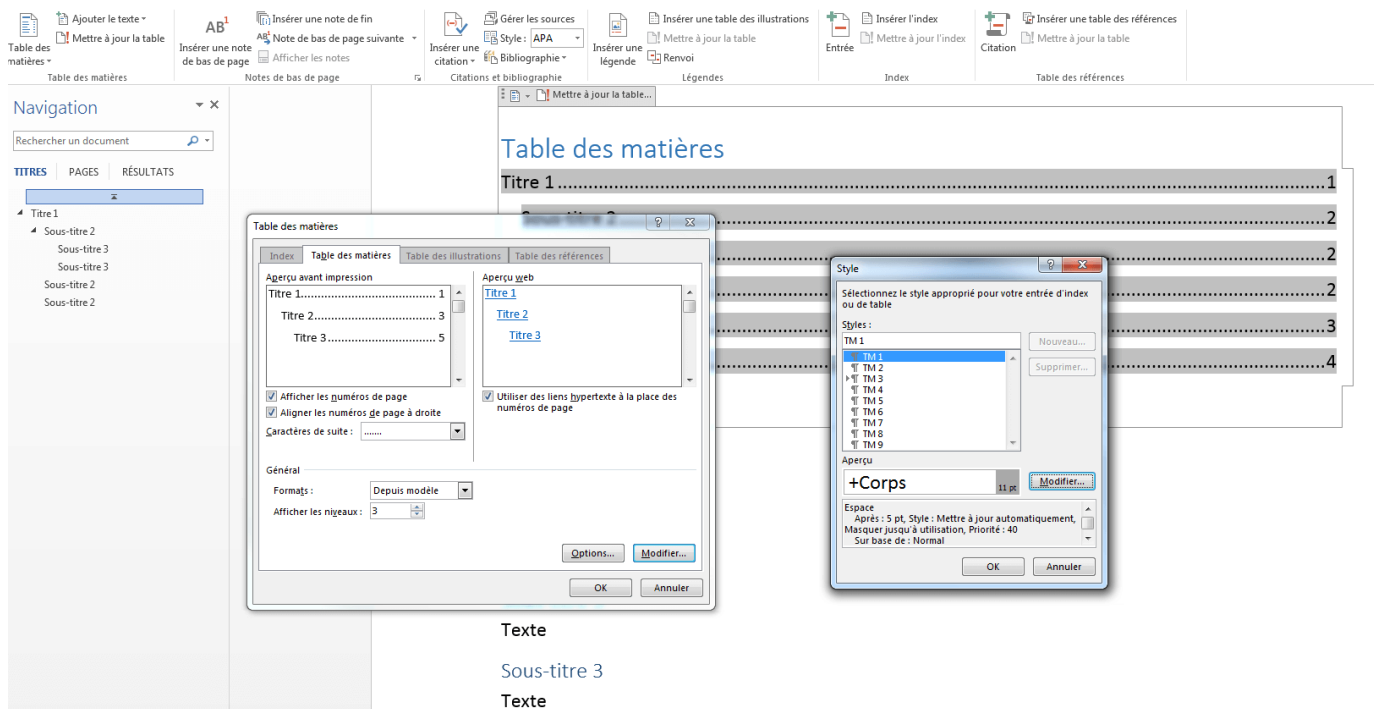 Ajouter le texte
Mettre à jour la table
Table des
matières
Table des matières
AB1
Insérer une note
de bas de page
Insérer une note de fin
Note de bas de page suivante
Afficher les notes
Notes de bas de page
Insérer une
citation
Gérer les sources
Style : APA
Bibliographie
Citations et bibliographie
Insérer une
légende
Insérer une table des illustrations
Mettre à jour la table
Renvoi
Légendes
Entrée
Insérer l'index
Mettre à jour l'index
Index
Citation
Insérer une table des références
Mettre à jour la table
Table des références
Navigation
Rechercher un document
TITRES PAGES RÉSULTATS
Titre 1
Sous-titre 2
Sous-titre 3
Sous-titre 3
Sous-titre 2
Sous-titre 2
Mettre à jour la table...
Table des matières
Titre 1 1
Sous-titre 2 2
2
2
3
4
Table des matières
Index Table des matières Table des illustrations Table des références
Aperçu avant impression
Titre 1 1
Titre 2 3
Titre 3 5
Aperçu web
Titre 1
Titre 2
Titre 3
Afficher les numéros de page
Aligner les numéros de page à droite
Caractères de suite : .......
Utiliser des liens hypertexte à la place des
numéros de page
Général
Formats : Depuis modèle
Afficher les niveaux : 3
Options... Modifier...
OK Annuler
Style
Sélectionnez le style approprié pour votre entrée d'index
ou de table
Styles :
TM 1
Nouveau...
Supprimer...
TM 1
TM 2
TM 3
TM 4
TM 5
TM 6
TM 7
TM 8
TM 9
Aperçu
+Corps 11 pt
Modifier...
Espace
Après : 5 pt, Style : Mettre à jour automatiquement,
Masquer jusqu'à utilisation, Priorité : 40
Sur base de : Normal
OK Annuler
Texte
Sous-titre 3
Texte